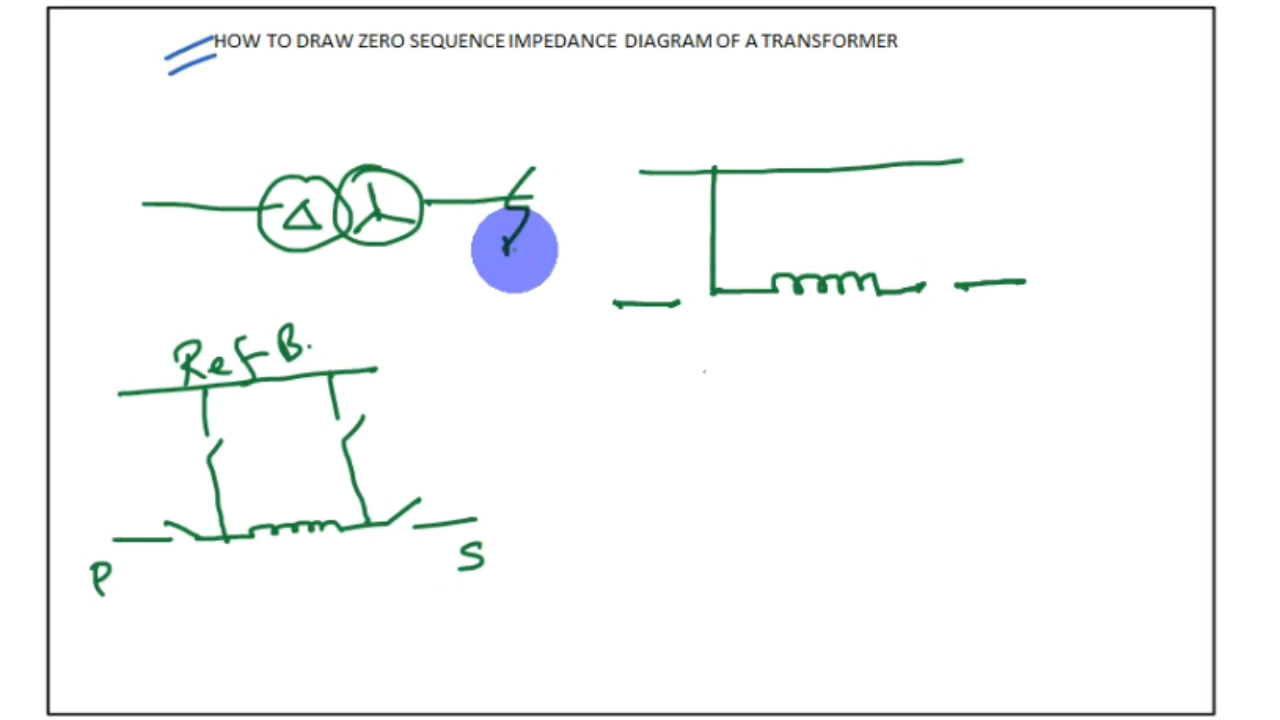 HOW TO DRAW ZERO SEQUENCE IMPEDANCE DIAGRAM OF A TRANSFORMER
Ref B.
P
S